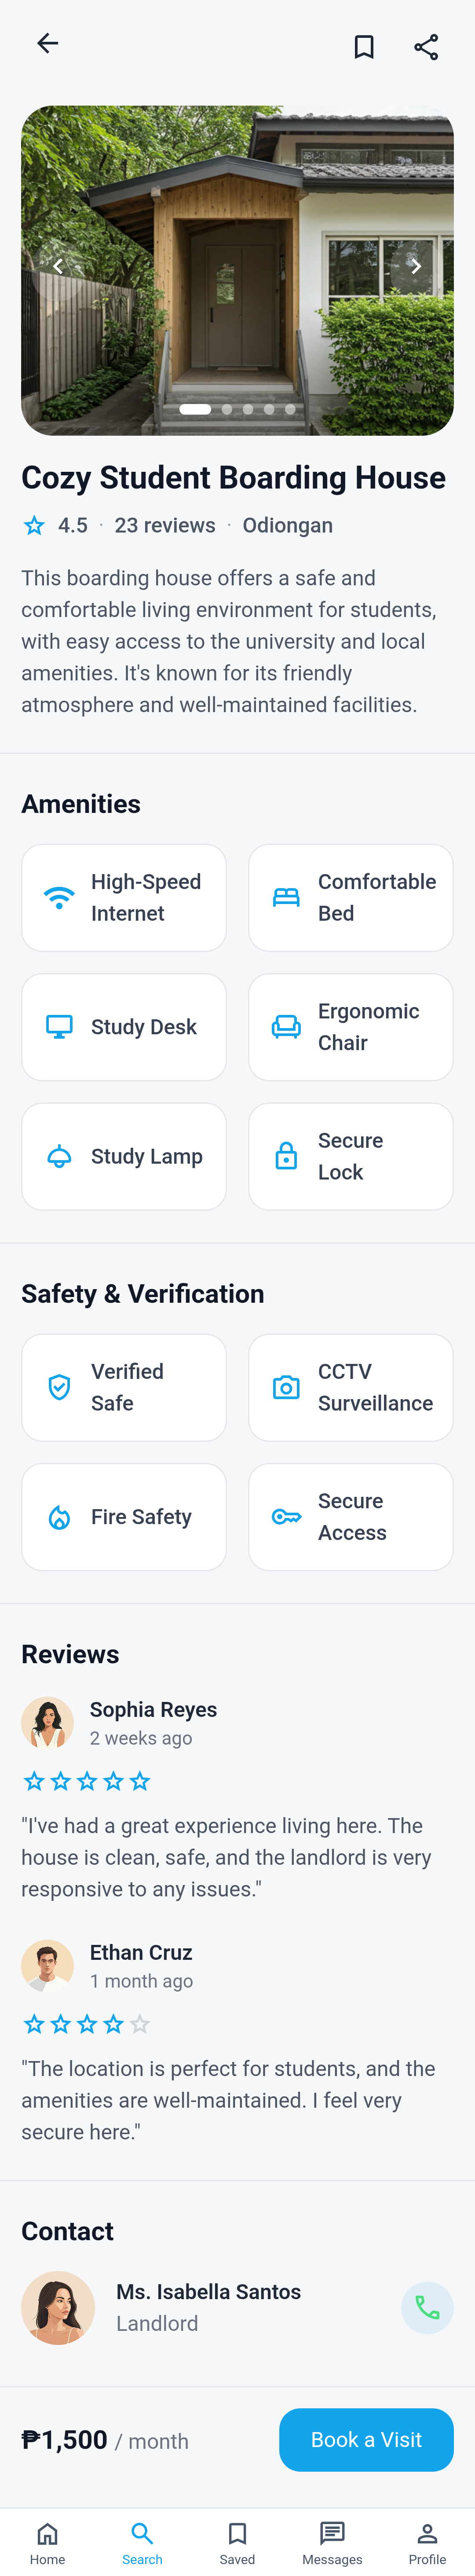 Cozy Student Boarding House
4.5 · 23 reviews · Odiongan
This boarding house offers a safe and
comfortable living environment for students,
with easy access to the university and local
amenities. It's known for its friendly
atmosphere and well-maintained facilities.
Amenities
High-Speed
Internet
Comfortable
Bed
Study Desk
Ergonomic
Chair
Study Lamp
Secure
Lock
Safety & Verification
Verified
Safe
CCTV
Surveillance
Fire Safety
Secure
Access
Reviews
Sophia Reyes
2 weeks ago
"I've had a great experience living here. The
house is clean, safe, and the landlord is very
responsive to any issues."
Ethan Cruz
1 month ago
"The location is perfect for students, and the
amenities are well-maintained. I feel very
secure here."
Contact
Ms. Isabella Santos
Landlord
₱1,500 / month
Book a Visit
Home
Search
Saved
Messages
Profile